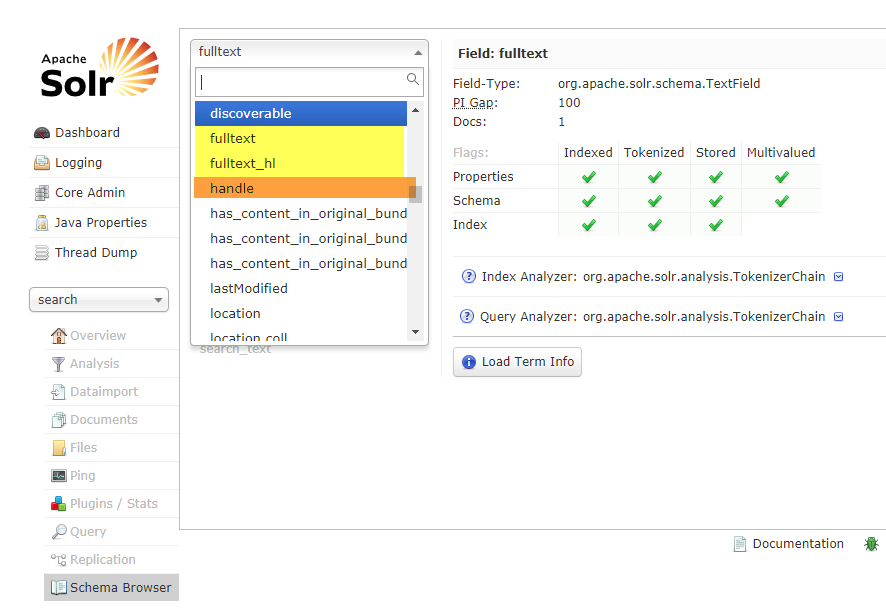 Apache
Solr
Dashboard
Logging
Core Admin
Java Properties
Thread Dump
search
Overview
Analysis
Dataimport
Documents
Files
Ping
Plugins / Stats
Query
Replication
Schema Browser
fulltext
discoverable
fulltext
fulltext_hl
handle
has_content_in_original_bund
has_content_in_original_bund
has_content_in_original_bund
lastModified
location
location.coll
search_text
Field: fulltext
Field-Type: org.apache.solr.schema.TextField
PI Gap: 100
Docs: 1
Flags: Indexed Tokenized Stored Multivalued
Properties
Schema
Index
Index Analyzer: org.apache.solr.analysis.TokenizerChain
Query Analyzer: org.apache.solr.analysis.TokenizerChain
Load Term Info
Documentation